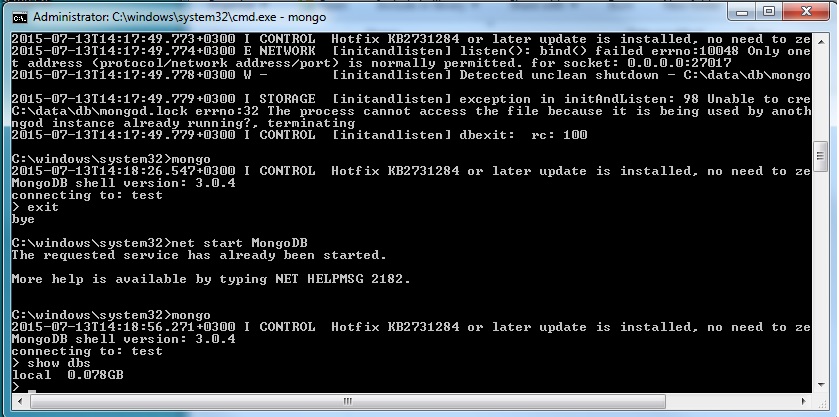 Administrator: C:\windows\system32\cmd.exe - mongo
2015-07-13T14:17:49.773+0300 I CONTROL  Hotfix KB2731284 or later update is installed, no need to ze
2015-07-13T14:17:49.774+0300 E NETWORK  [initandlisten] listen(): bind() failed errno:10048 Only one
t address (protocol/network address/port) is normally permitted. for socket: 0.0.0.0:27017
2015-07-13T14:17:49.778+0300 W -        [initandlisten] Detected unclean shutdown - C:\data\db\mongo
2015-07-13T14:17:49.779+0300 I STORAGE  [initandlisten] exception in initAndListen: 98 Unable to cre
C:\data\db\mongod.lock errno:32 The process cannot access the file because it is being used by anoth
ngod instance already running?, terminating
2015-07-13T14:17:49.779+0300 I CONTROL  [initandlisten] dbexit:  rc: 100
C:\windows\system32>mongo
2015-07-13T14:18:26.547+0300 I CONTROL  Hotfix KB2731284 or later update is installed, no need to ze
MongoDB shell version: 3.0.4
connecting to: test
> exit
bye
C:\windows\system32>net start MongoDB
The requested service has already been started.
More help is available by typing NET HELPMSG 2182.
C:\windows\system32>mongo
2015-07-13T14:18:56.271+0300 I CONTROL  Hotfix KB2731284 or later update is installed, no need to ze
MongoDB shell version: 3.0.4
connecting to: test
> show dbs
local  0.078GB
>